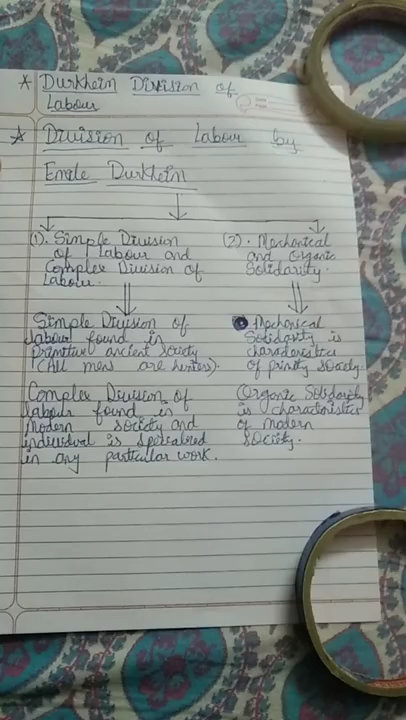 * Durkheim Division of
Labour
* Division of Labour by
Emile Durkheim
(1). Simple Division
of Labour and
Complex Division of
Labour.
(2). Mechanical
and Organic
Solidarity.
Simple Division of
labour found in
primitive ancient society
(All mens are hunters).
Complex Division of
labour found in
Modern society and
individual is specialized
in any particular work.
Mechanical
Solidarity is
characteristics
of society.
Organic Solidarity
is characteristics
of modern
society.